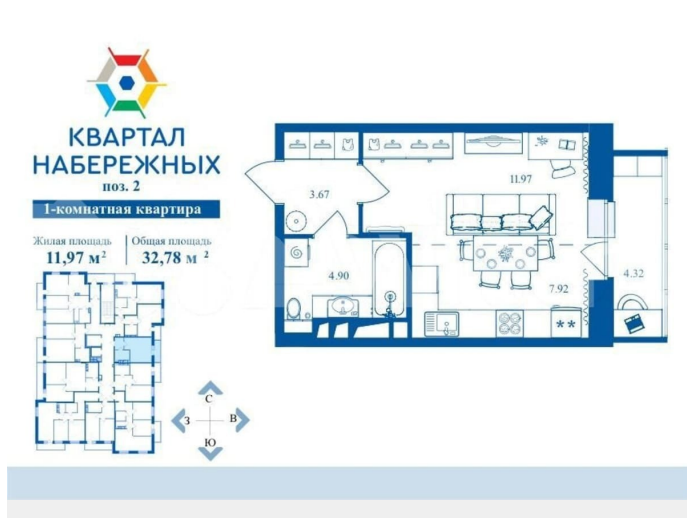 КВАРТАЛ
НАБЕРЕЖНЫХ
поз. 2
1-комнатная квартира
Жилая площадь
11,97 м²
Общая площадь
32,78 м ²
3.67
11.97
4.90
7.92
4.32
**
С
З
В
Ю